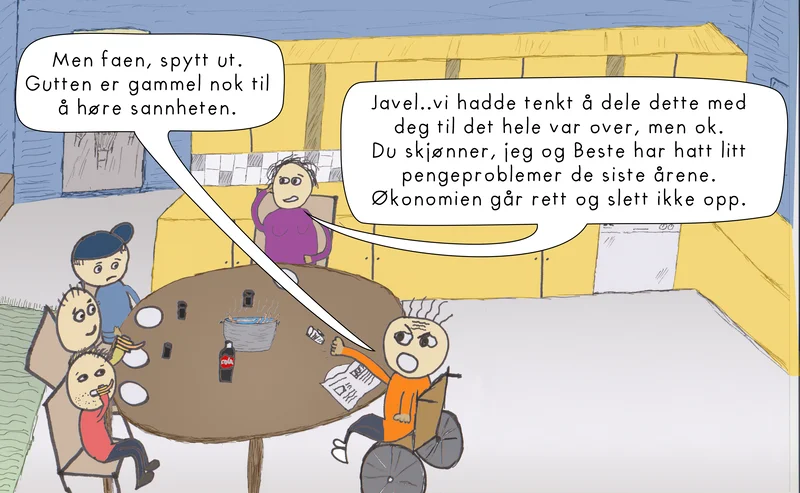 Men faen, spytt ut.
Gutten er gammel nok til
å høre sannheten.
Javel..vi hadde tenkt å dele dette med
deg til det hele var over, men ok.
Du skjønner, jeg og Beste har hatt litt
pengeproblemer de siste årene.
Økonomien går rett og slett ikke opp.